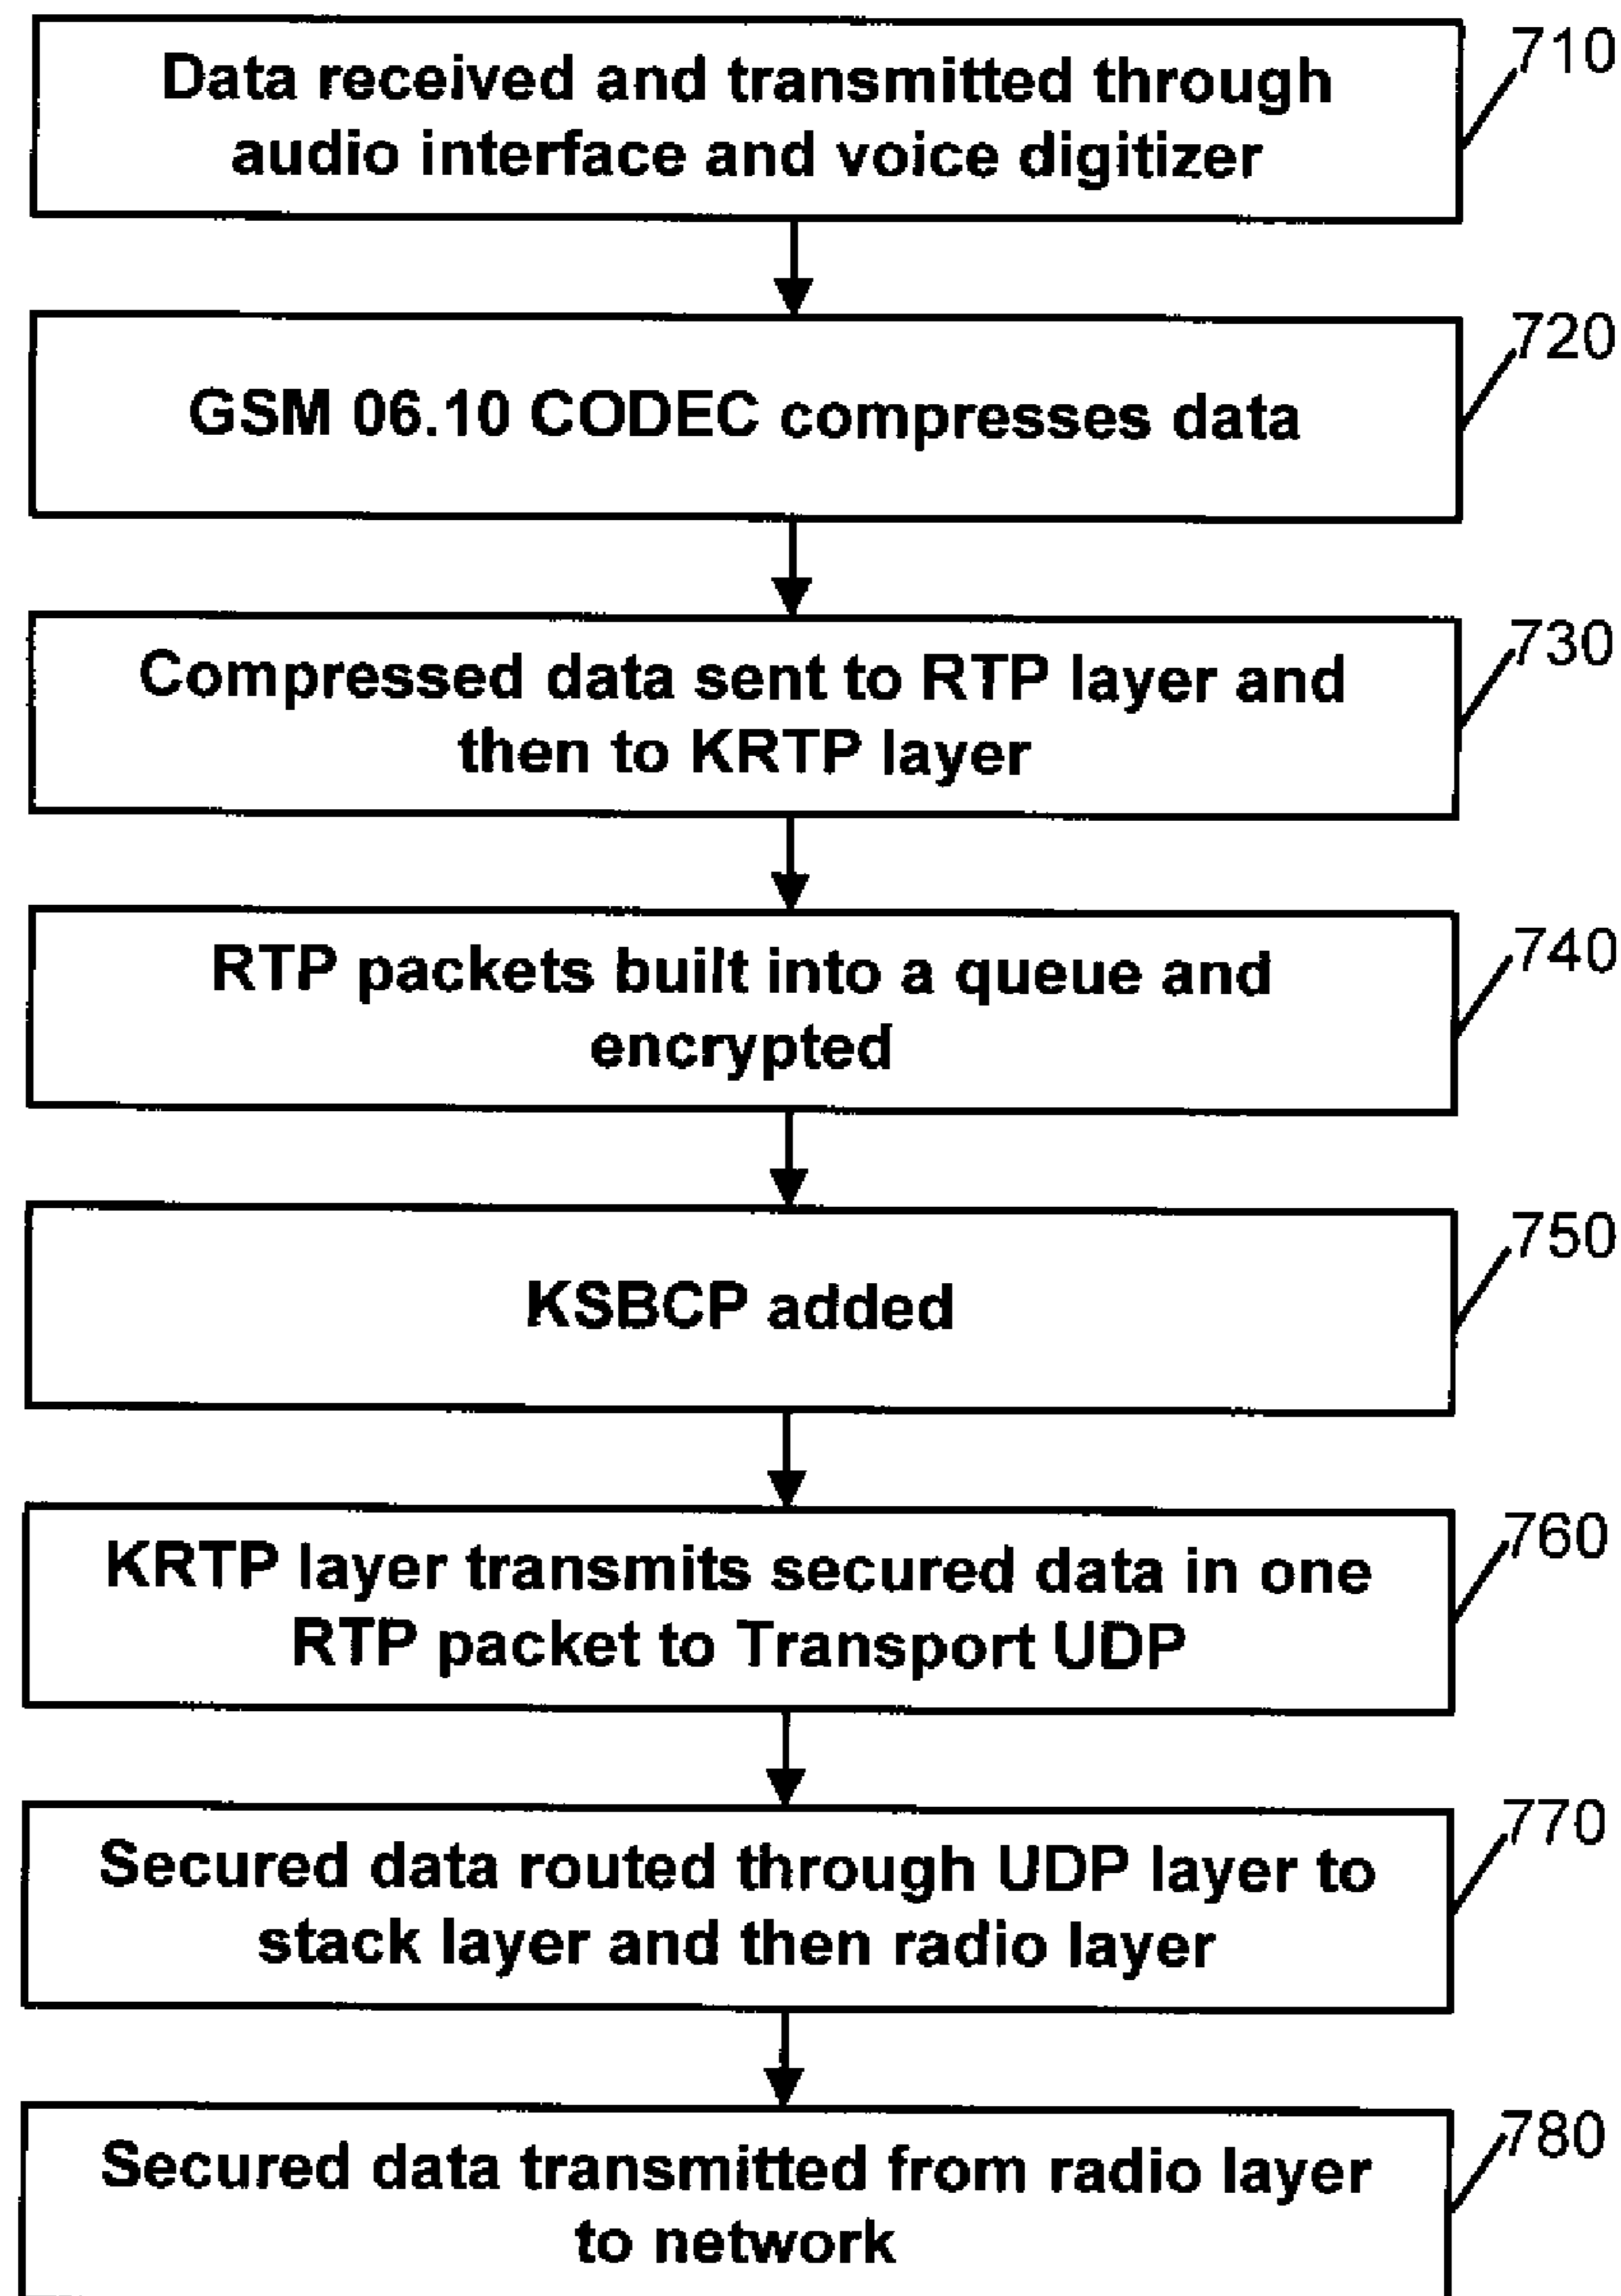 710
Data received and transmitted through
audio interface and voice digitizer
720
GSM 06.10 CODEC compresses data
730
Compressed data sent to RTP layer and
then to KRTP layer
740
RTP packets built into a queue and
encrypted
750
KSBCP added
760
KRTP layer transmits secured data in one
RTP packet to Transport UDP
770
Secured data routed through UDP layer to
stack layer and then radio layer
780
Secured data transmitted from radio layer
to network